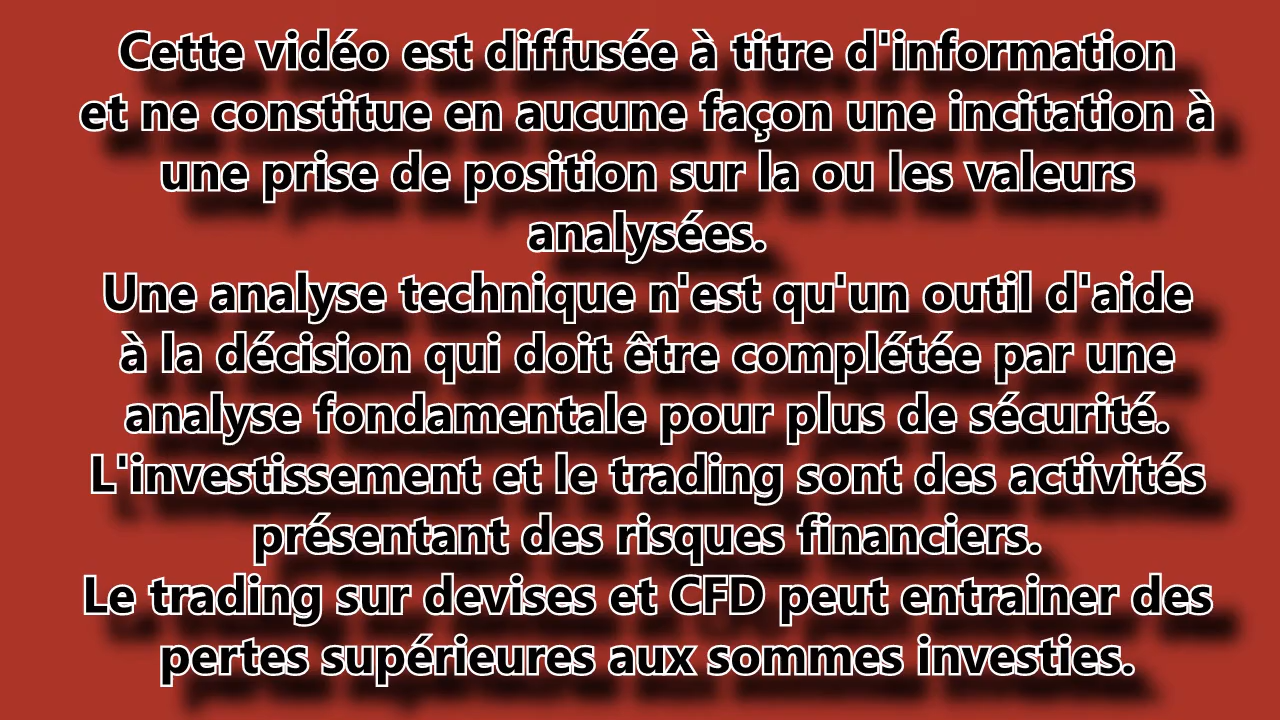 Cette vidéo est diffusée à titre d'information
et ne constitue en aucune façon une incitation à
une prise de position sur la ou les valeurs
analysées.
Une analyse technique n'est qu'un outil d'aide
à la décision qui doit être complétée par une
analyse fondamentale pour plus de sécurité.
L'investissement et le trading sont des activités
présentant des risques financiers.
Le trading sur devises et CFD peut entrainer des
pertes supérieures aux sommes investies.